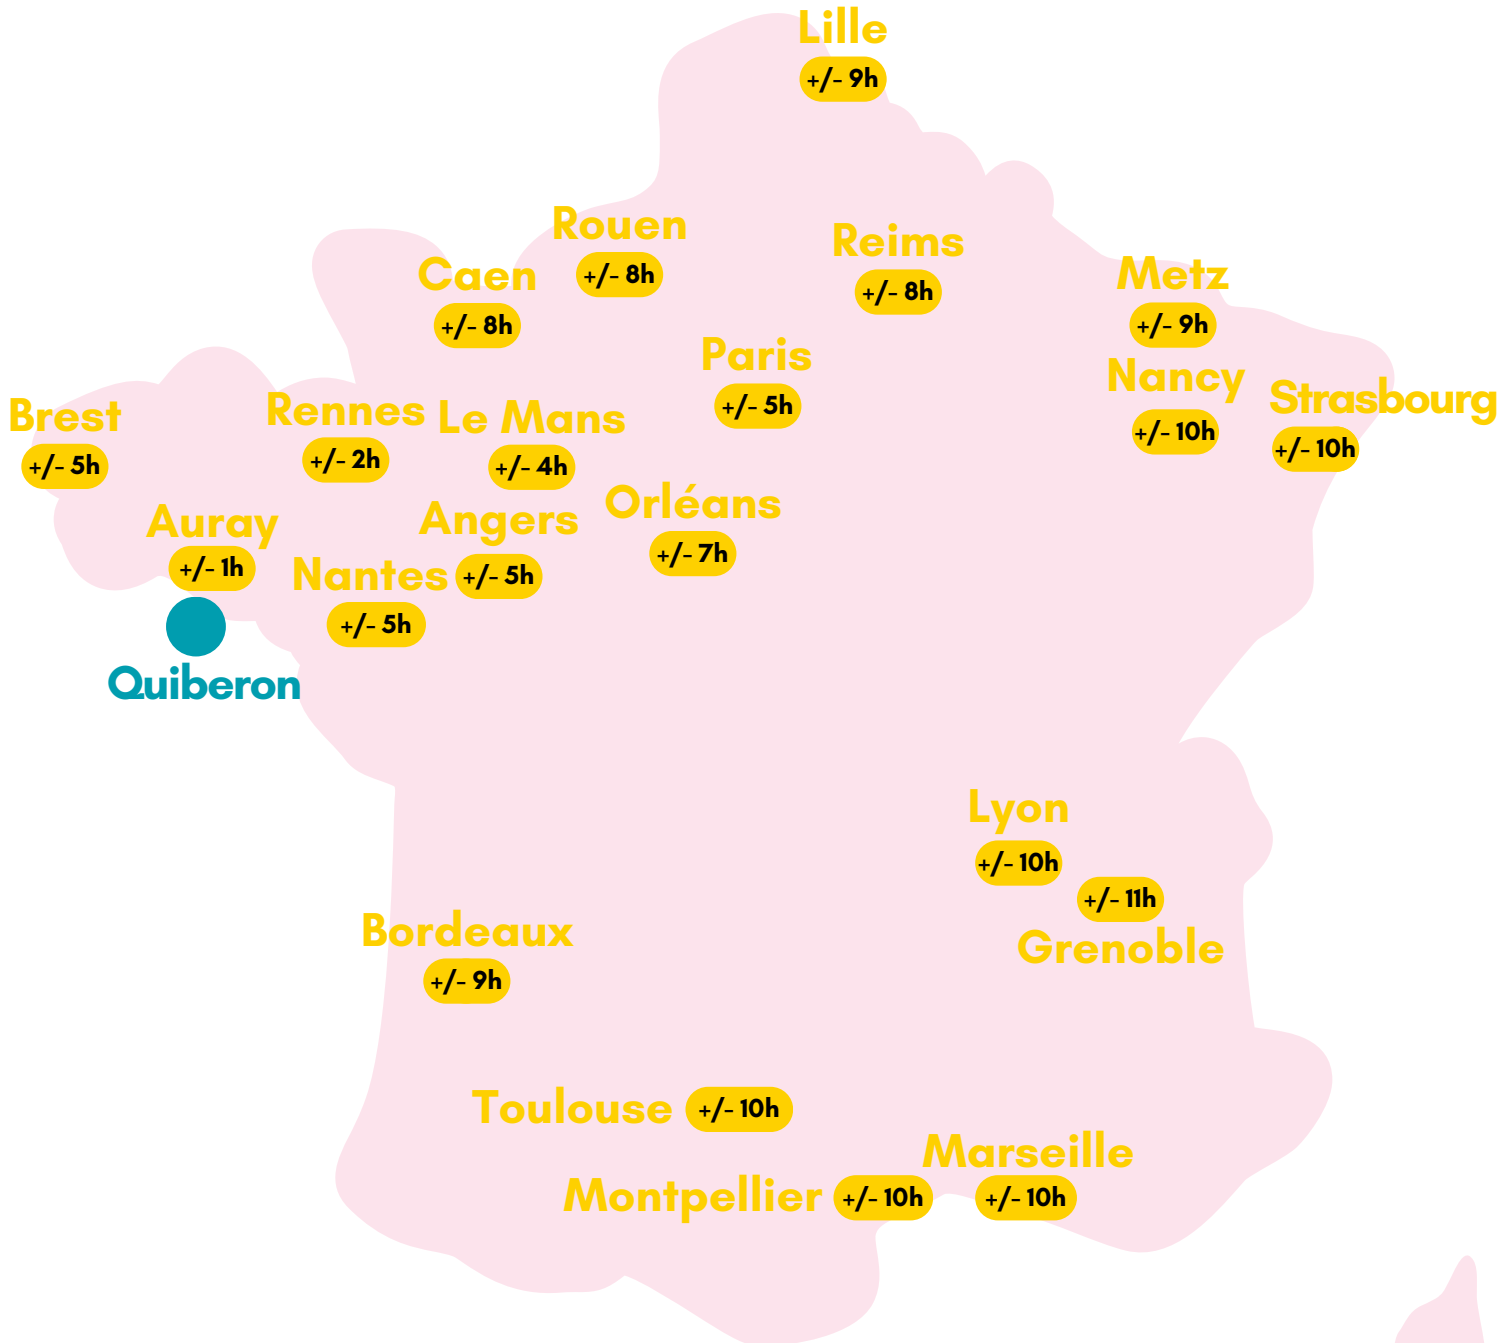 Lille
+/- 9h
Rouen
+/- 8h
Reims
+/- 8h
Caen
+/- 8h
Metz
+/- 9h
Paris
+/- 5h
Nancy
+/- 10h
Strasbourg
+/- 10h
Brest
+/- 5h
Rennes
+/- 2h
Le Mans
+/- 4h
Orléans
+/- 7h
Angers
+/- 5h
Auray
+/- 1h
Nantes
+/- 5h
Quiberon
Lyon
+/- 10h
+/- 11h
Grenoble
Bordeaux
+/- 9h
Toulouse +/- 10h
Marseille
+/- 10h
Montpellier +/- 10h